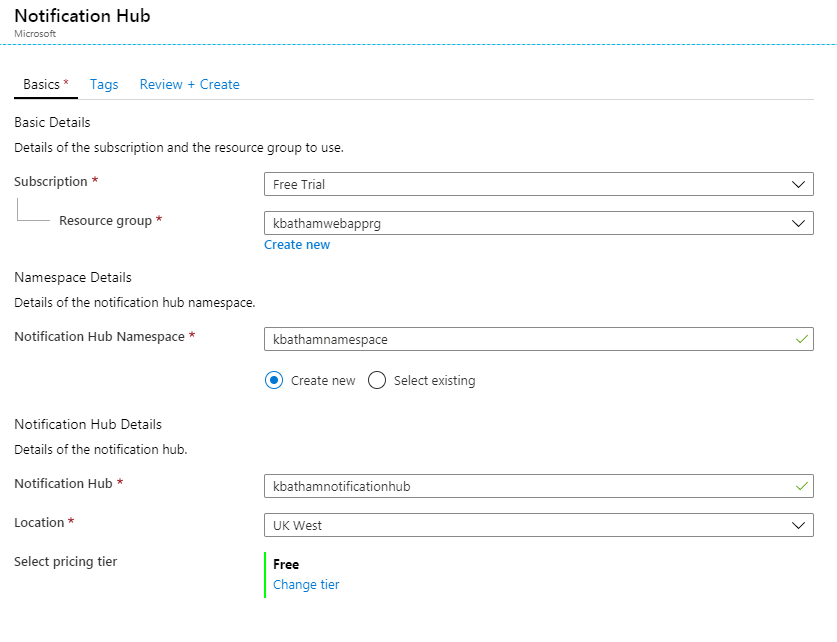 Notification Hub
Microsoft
Basics * Tags Review + Create
Basic Details
Details of the subscription and the resource group to use.
Subscription * Free Trial
Resource group * kbathamwebapprg
Create new
Namespace Details
Details of the notification hub namespace.
Notification Hub Namespace * kbathamnamespace
Create new Select existing
Notification Hub Details
Details of the notification hub.
Notification Hub * kbathamnotificationhub
Location * UK West
Select pricing tier Free
Change tier